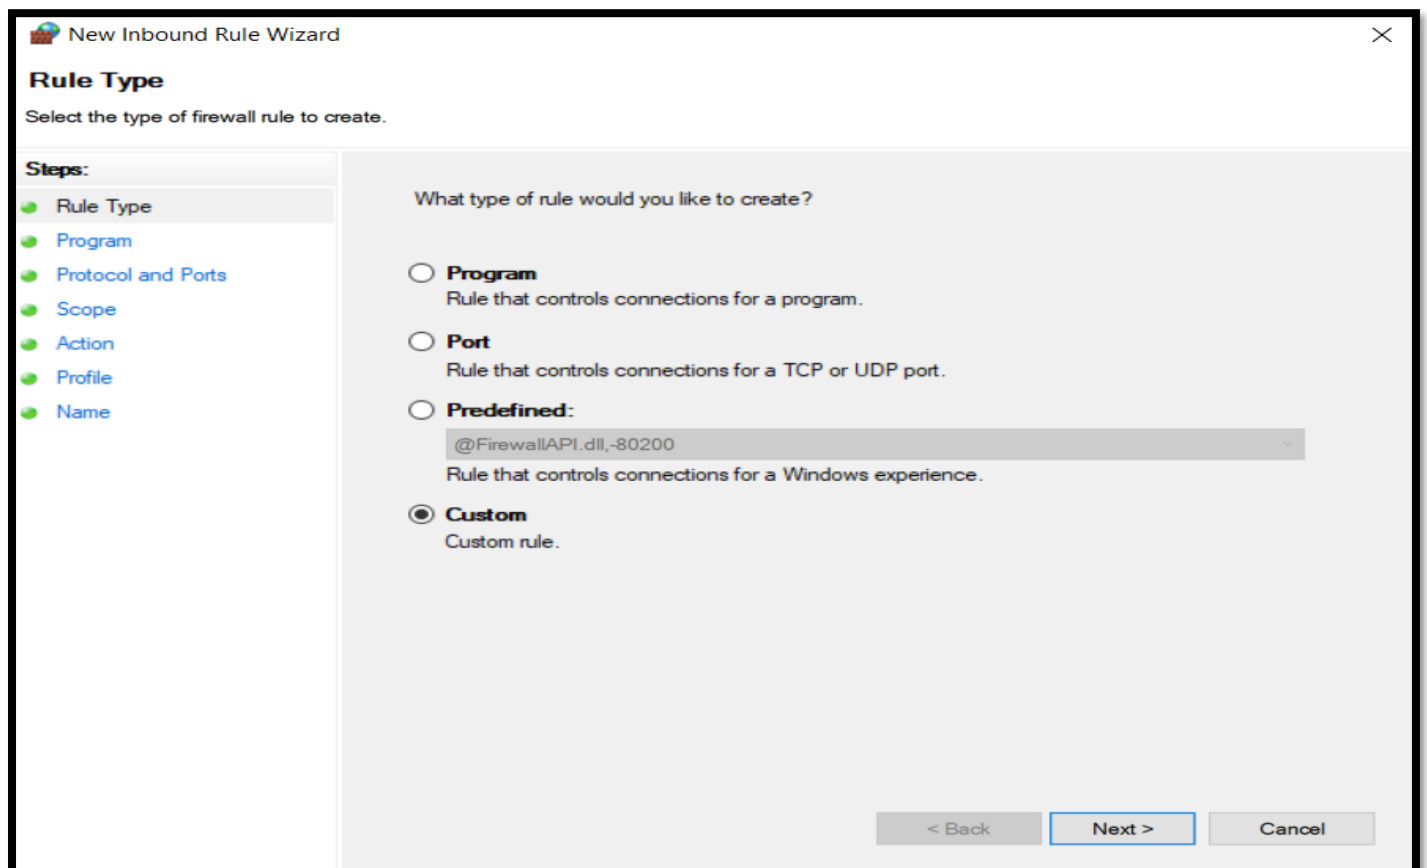 New Inbound Rule Wizard
Rule Type
Select the type of firewall rule to create.
Steps:
Rule Type
Program
Protocol and Ports
Scope
Action
Profile
Name
What type of rule would you like to create?
Program
Rule that controls connections for a program.
Port
Rule that controls connections for a TCP or UDP port.
Predefined:
@FirewallAPI.dll,-80200
Rule that controls connections for a Windows experience.
Custom
Custom rule.
< Back Next > Cancel